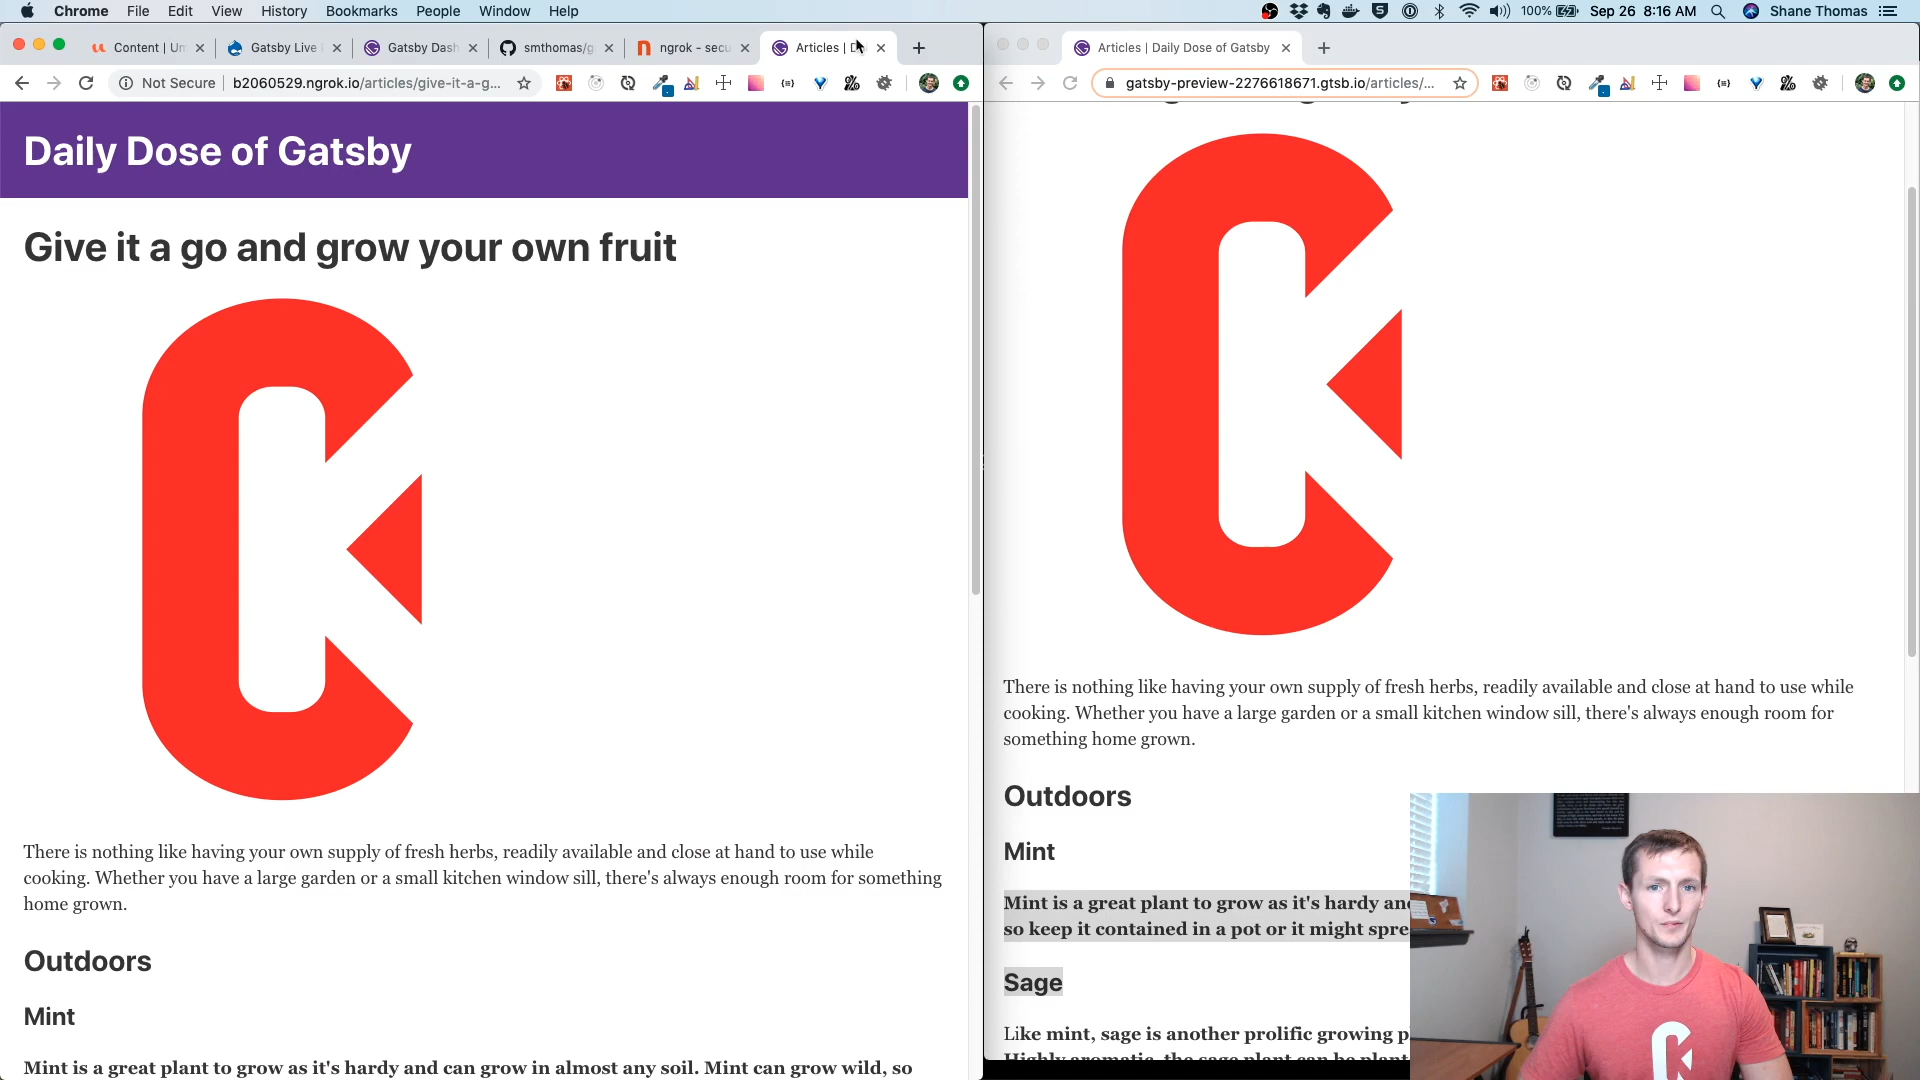 Chrome File Edit View History Bookmarks People Window Help
100% Sep 26 8:16 AM Shane Thomas
Content | Um
Gatsby Live
Gatsby Dash
smthomas/g
ngrok - secu
Articles | D
Not Secure
b2060529.ngrok.io/articles/give-it-a-g...
Daily Dose of Gatsby
Give it a go and grow your own fruit
There is nothing like having your own supply of fresh herbs, readily available and close at hand to use while
cooking. Whether you have a large garden or a small kitchen window sill, there's always enough room for something
home grown.
Outdoors
Mint
Mint is a great plant to grow as it's hardy and can grow in almost any soil. Mint can grow wild, so
Articles | Daily Dose of Gatsby
gatsby-preview-2276618671.gtsb.io/articles/...
There is nothing like having your own supply of fresh herbs, readily available and close at hand to use while
cooking. Whether you have a large garden or a small kitchen window sill, there's always enough room for
something home grown.
Outdoors
Mint
Mint is a great plant to grow as it's hardy and
so keep it contained in a pot or it might spre
Sage
Like mint, sage is another prolific growing p
Highly aromatic, the sage plant can be plant